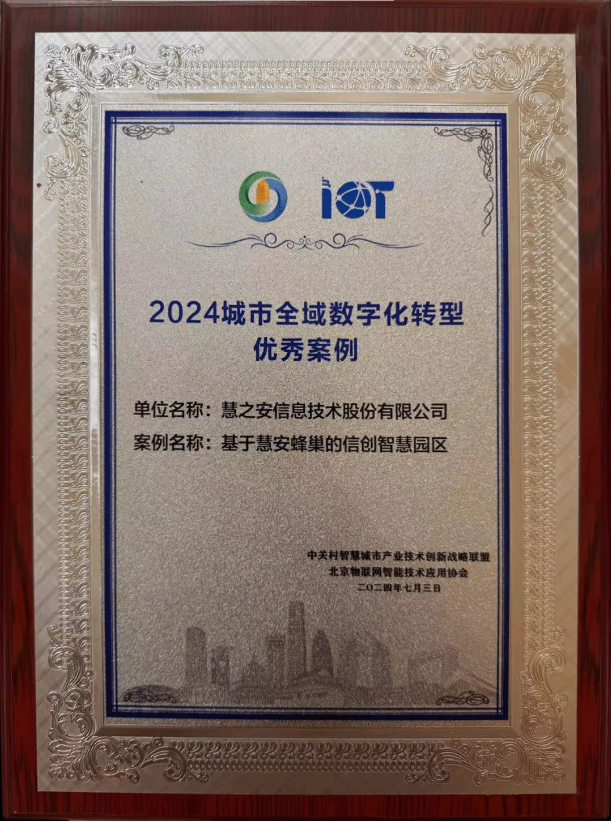 IOT
2024城市全域数字化转型
优秀案例
单位名称：慧之安信息技术股份有限公司
案例名称：基于慧安蜂巢的信创智慧园区
中关村智慧城市产业技术创新战略联盟
北京物联网智能技术应用协会
二〇二四年七月三日